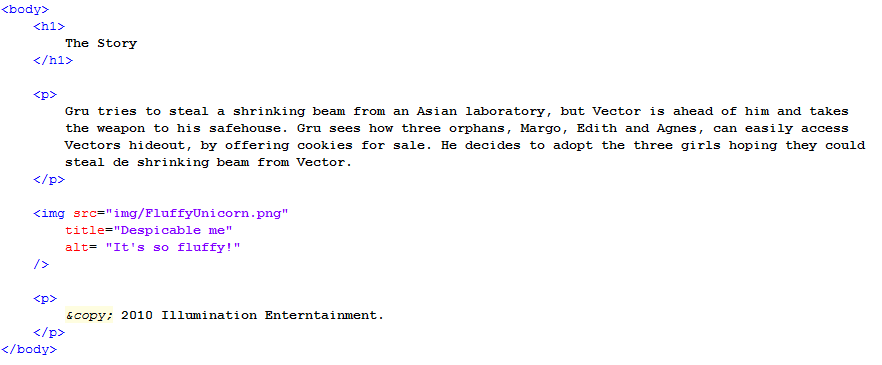 <body>
<h1>
The Story
</h1>
<p>
Gru tries to steal a shrinking beam from an Asian laboratory, but Vector is ahead of him and takes
the weapon to his safehouse. Gru sees how three orphans, Margo, Edith and Agnes, can easily access
Vectors hideout, by offering cookies for sale. He decides to adopt the three girls hoping they could
steal de shrinking beam from Vector.
</p>
<img src="img/FluffyUnicorn.png"
title="Despicable me"
alt= "It's so fluffy!"
/>
<p>
&copy; 2010 Illumination Enterntainment.
</p>
</body>